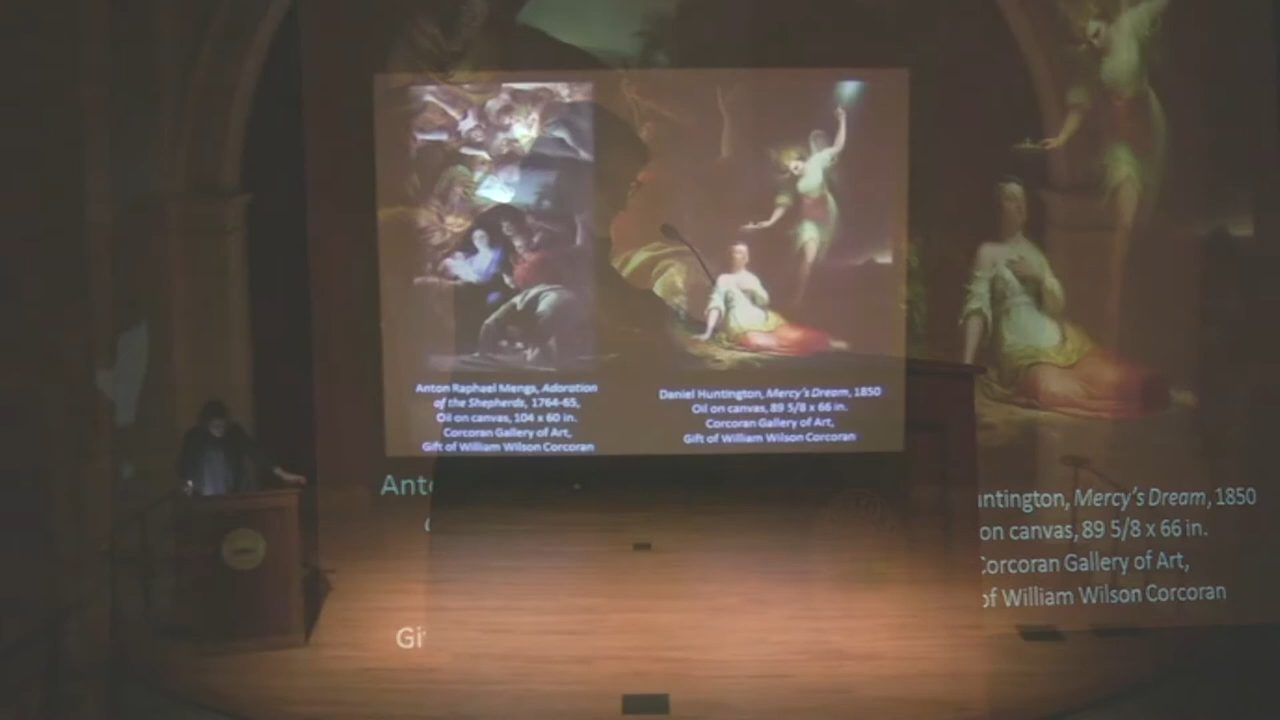 Anton Raphael Mengs, Adoration
of the Shepherds, 1764-65,
Oil on canvas, 104 x 60 in.
Corcoran Gallery of Art,
Gift of William Wilson Corcoran
Daniel Huntington, Mercy's Dream, 1850
Oil on canvas, 89 5/8 x 66 in.
Corcoran Gallery of Art,
Gift of William Wilson Corcoran
Ant
Gi
untington, Mercy's Dream, 1850
on canvas, 89 5/8 x 66 in.
Corcoran Gallery of Art,
of William Wilson Corcoran